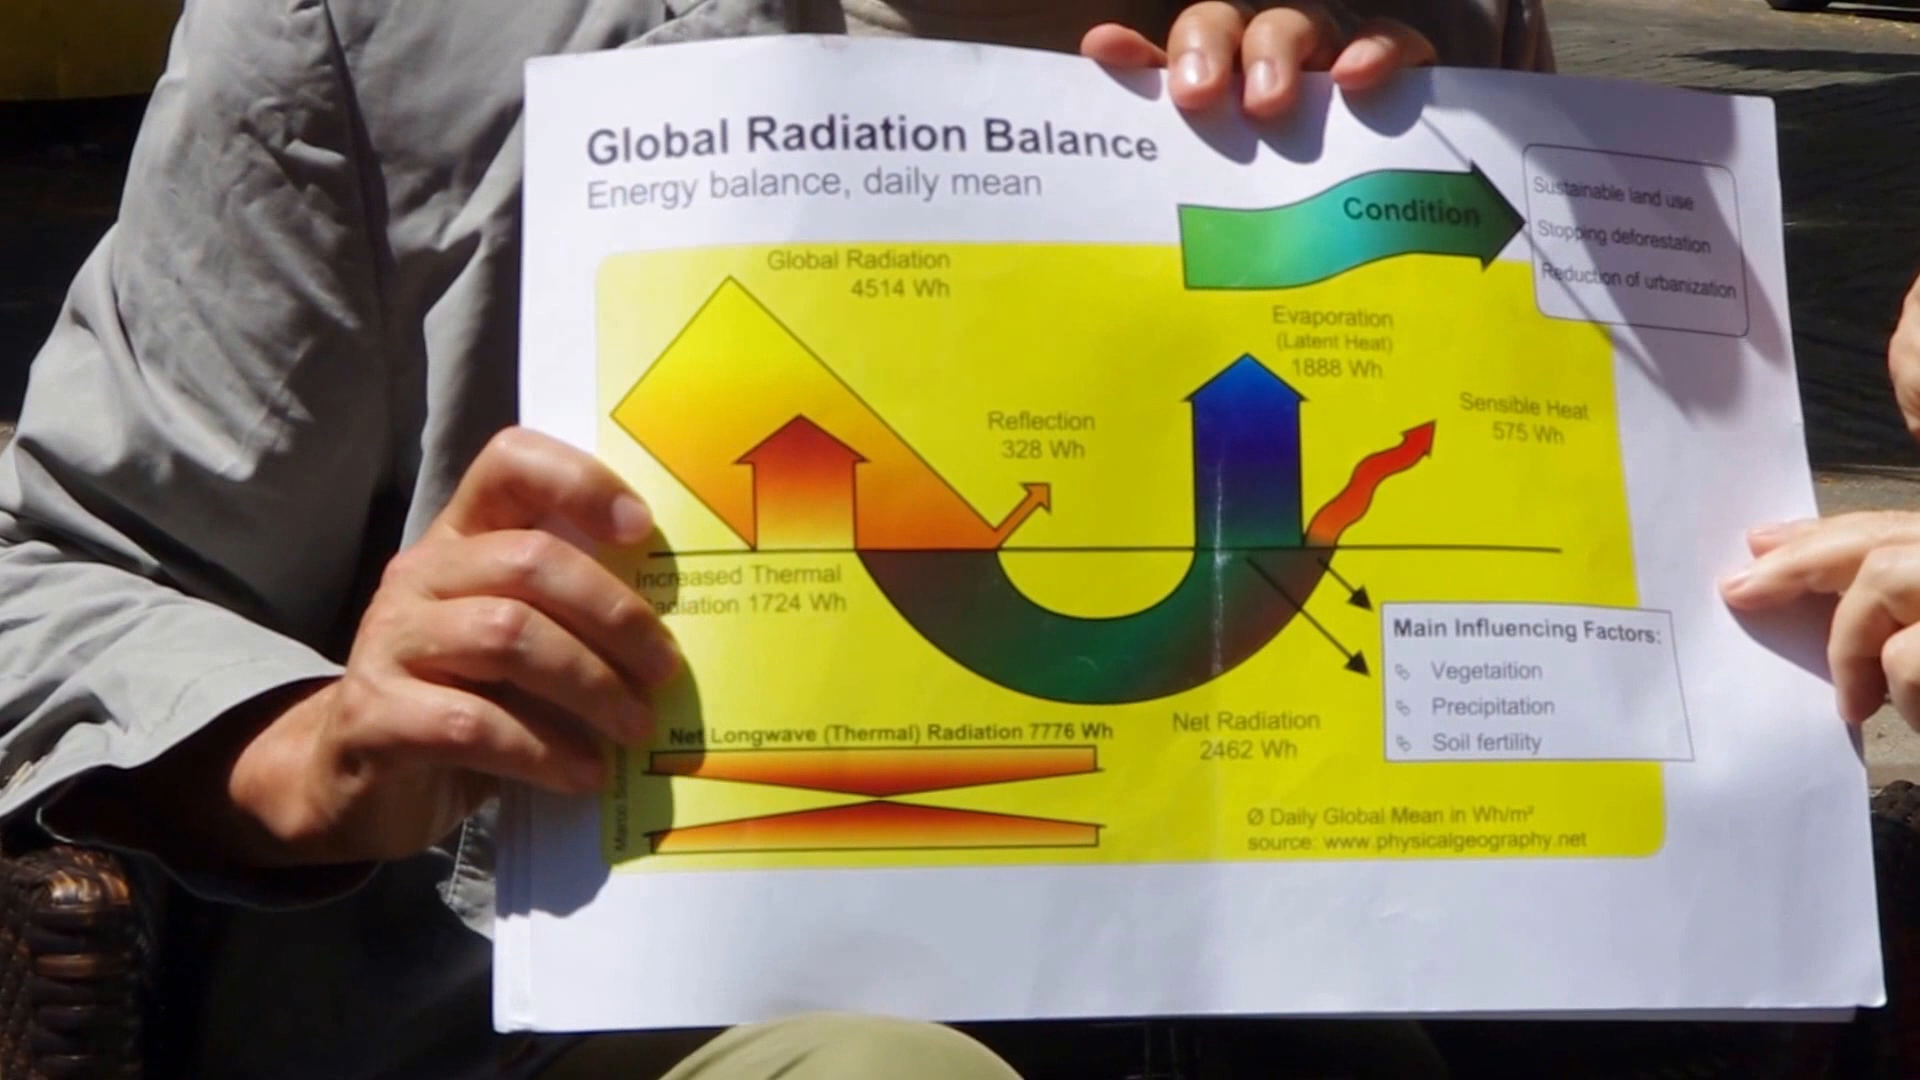 Global Radiation Balance
Energy balance, daily mean
Condition
Sustainable land use
Stopping deforestation
Reduction of urbanization
Global Radiation
4514 Wh
Evaporation
(Latent Heat)
1888 Wh
Sensible Heat
575 Wh
Reflection
328 Wh
Increased Thermal
adiation 1724 Wh
Main Influencing Factors:
Vegetaition
Precipitation
Soil fertility
Net Radiation
2462 Wh
Net Longwave (Thermal) Radiation 7776 Wh
Ø Daily Global Mean in Wh/m²
source: www.physicalgeography.net